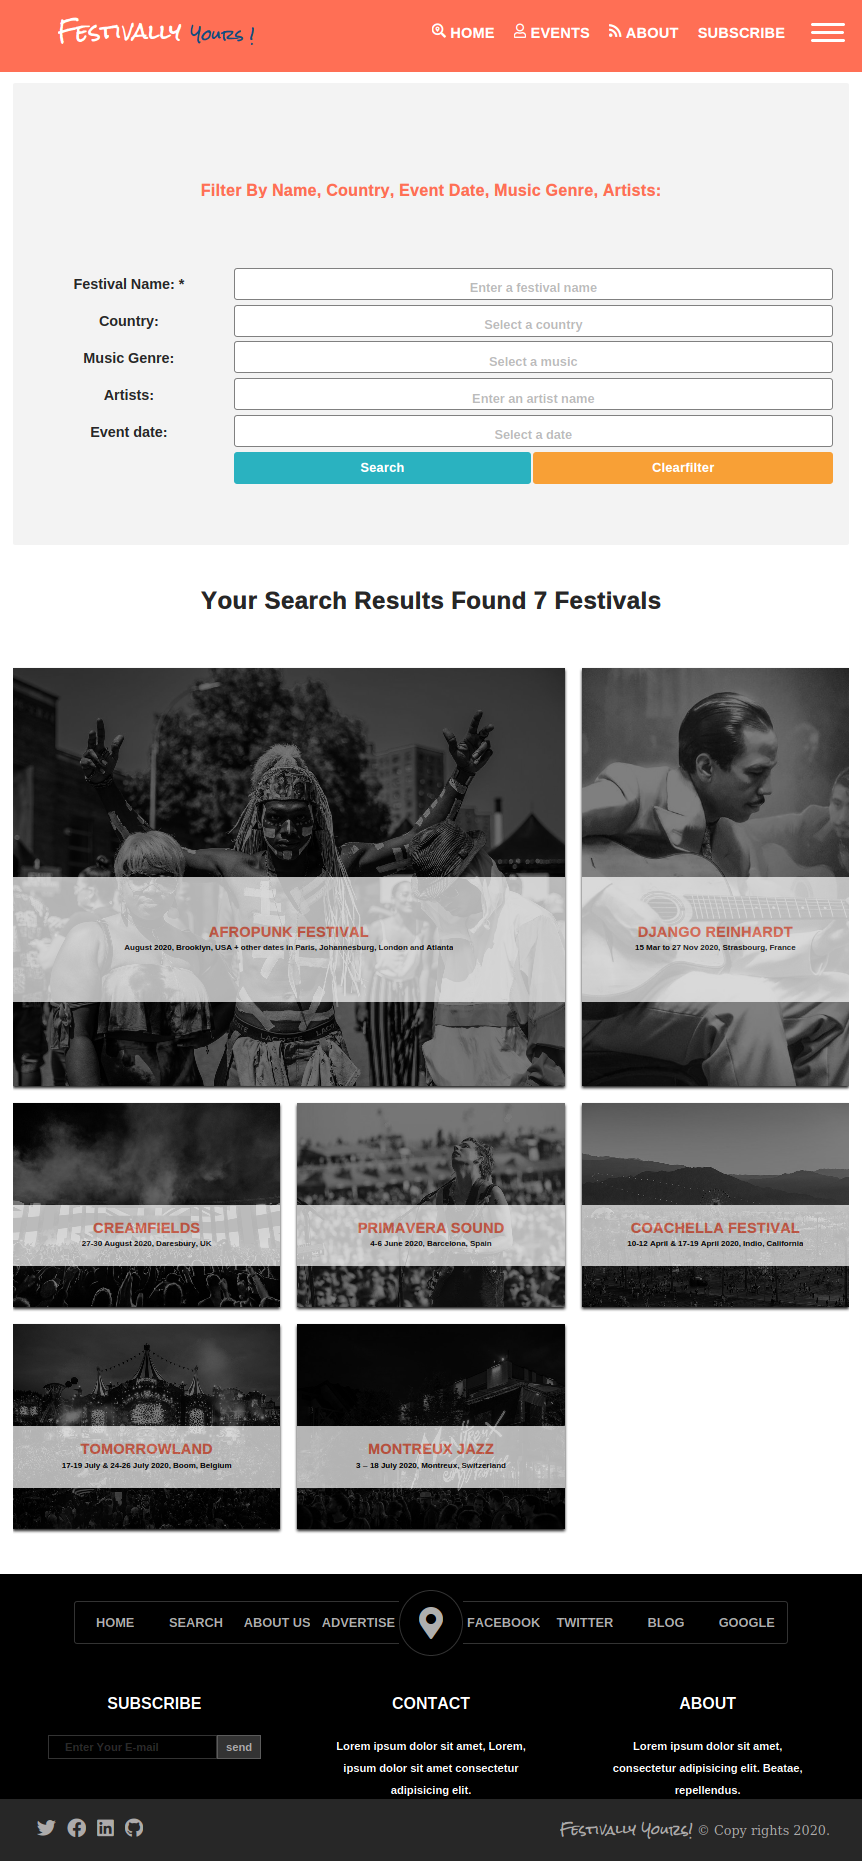 Festivally Yours !
HOME EVENTS ABOUT SUBSCRIBE
Filter By Name, Country, Event Date, Music Genre, Artists:
Festival Name: * Enter a festival name
Country: Select a country
Music Genre: Select a music
Artists: Enter an artist name
Event date: Select a date
Search Clearfilter
Your Search Results Found 7 Festivals
AFROPUNK FESTIVAL
August 2020, Brooklyn, USA + other dates in Paris, Johannesburg, London and Atlanta
DJANGO REINHARDT
15 Mar to 27 Nov 2020, Strasbourg, France
CREAMFIELDS
27-30 August 2020, Daresbury, UK
PRIMAVERA SOUND
4-6 June 2020, Barcelona, Spain
COACHELLA FESTIVAL
10-12 April & 17-19 April 2020, Indio, California
TOMORROWLAND
17-19 July & 24-26 July 2020, Boom, Belgium
MONTREUX JAZZ
3 – 18 July 2020, Montreux, Switzerland
HOME SEARCH ABOUT US ADVERTISE FACEBOOK TWITTER BLOG GOOGLE
SUBSCRIBE
Enter Your E-mail send
CONTACT
Lorem ipsum dolor sit amet, Lorem,
ipsum dolor sit amet consectetur
adipisicing elit.
ABOUT
Lorem ipsum dolor sit amet,
consectetur adipisicing elit. Beatae,
repellendus.
Festivally Yours! © Copy rights 2020.